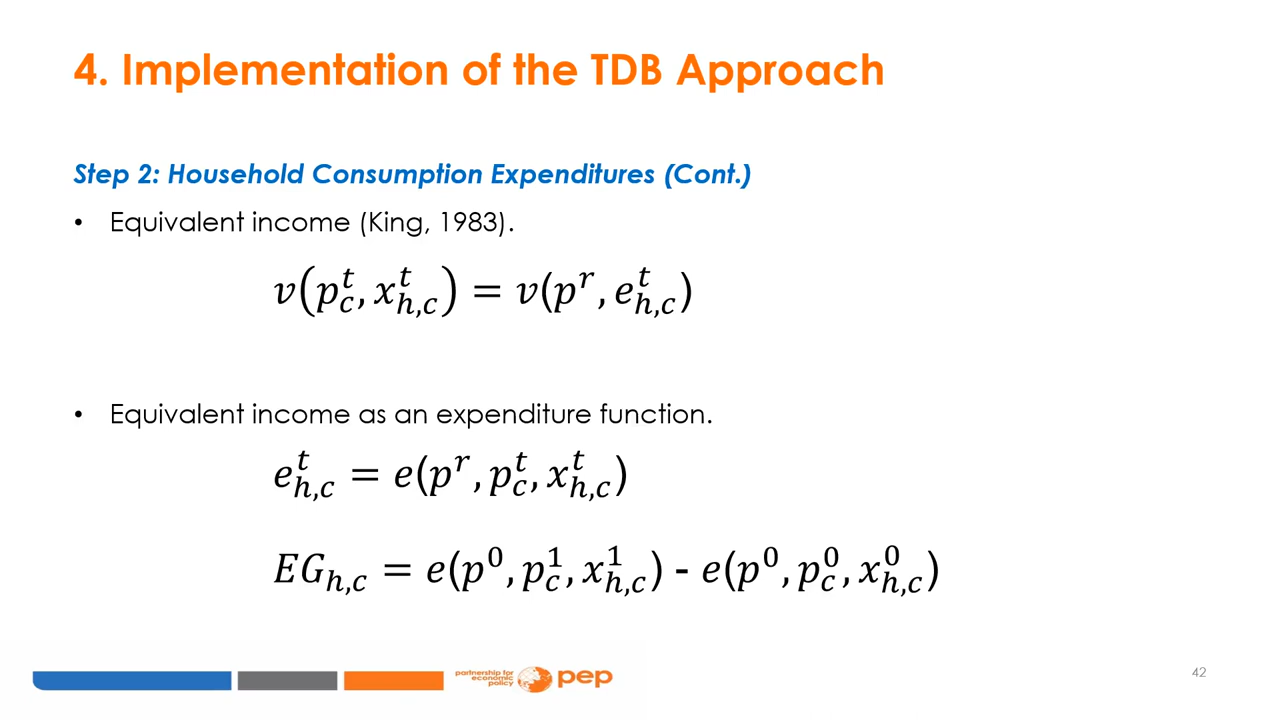 4. Implementation of the TDB Approach
Step 2: Household Consumption Expenditures (Cont.)
• Equivalent income (King, 1983).
$v\left(p_c^t, x_{h,c}^t\right) = v(p^r, e_{h,c}^t)$
• Equivalent income as an expenditure function.
$e_{h,c}^t = e(p^r, p_c^t, x_{h,c}^t)$
$EG_{h,c} = e(p^0, p_c^1, x_{h,c}^1) - e(p^0, p_c^0, x_{h,c}^0)$
partnership for
economic
policy
pep
42